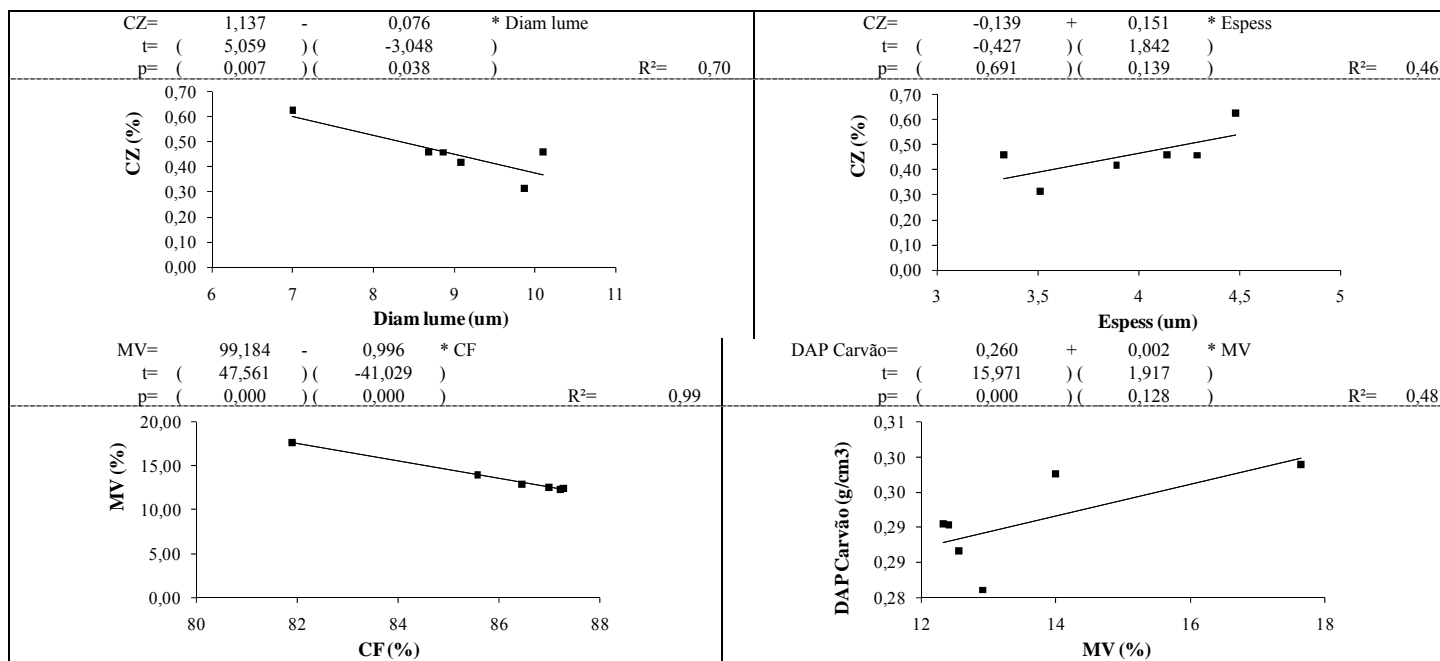 CZ= 1,137 - 0,076 * Diam lume
t= ( 5,059 )( -3,048 )
p= ( 0,007 )( 0,038 ) R²= 0,70
0,70
0,60
0,50
0,40
0,30
0,20
0,10
0,00
CZ (%)
6 7 8 9 10 11
Diam lume (um)
CZ= -0,139 + 0,151 * Espess
t= ( -0,427 )( 1,842 )
p= ( 0,691 )( 0,139 ) R²= 0,46
0,70
0,60
0,50
0,40
0,30
0,20
0,10
0,00
CZ (%)
3 3,5 4 4,5 5
Espess (um)
MV= 99,184 - 0,996 * CF
t= ( 47,561 )( -41,029 )
p= ( 0,000 )( 0,000 ) R²= 0,99
20,00
15,00
10,00
5,00
0,00
MV (%)
80 82 84 86 88
CF (%)
DAP Carvão= 0,260 + 0,002 * MV
t= ( 15,971 )( 1,917 )
p= ( 0,000 )( 0,128 ) R²= 0,48
0,31
0,30
0,30
0,29
0,29
0,28
DAP Carvão (g/cm3)
12 14 16 18
MV (%)